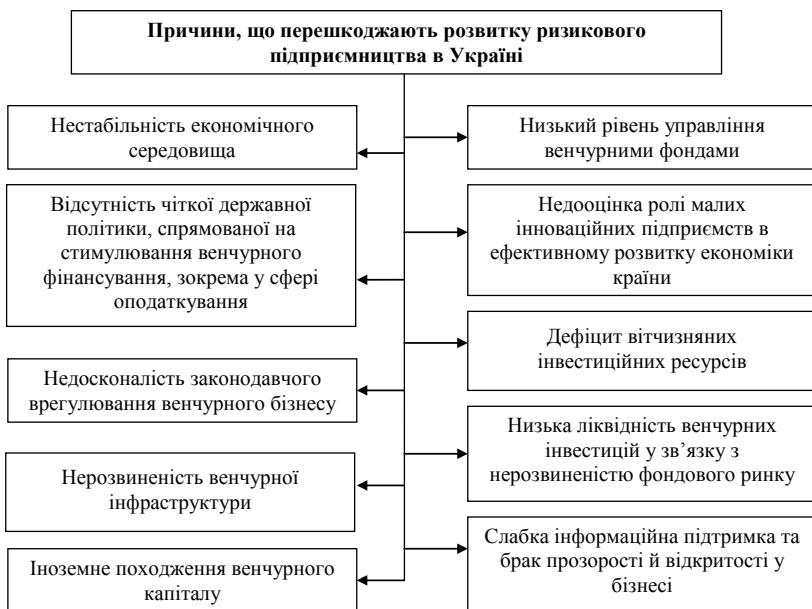 Причини, що перешкоджають розвитку ризикового
підприємництва в Україні
Нестабільність економічного
середовища
Відсутність чіткої державної
політики, спрямованої на
стимулювання венчурного
фінансування, зокрема у сфері
оподаткування
Недосконалість законодавчого
врегулювання венчурного бізнесу
Нерозвиненість венчурної
інфраструктури
Іноземне походження венчурного
капіталу
Низький рівень управління
венчурними фондами
Недооцінка ролі малих
інноваційних підприємств в
ефективному розвитку економіки
країни
Дефіцит вітчизняних
інвестиційних ресурсів
Низька ліквідність венчурних
інвестицій у зв’язку з
нерозвиненістю фондового ринку
Слабка інформаційна підтримка та
брак прозорості й відкритості у
бізнесі